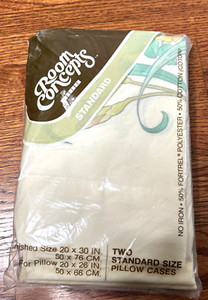 Room
Concepts
STANDARD
NO IRON • 50% FORTREL® POLYESTER • 50% COTTON
nished Size 20 x 30 IN.
50 x 76 CM.
For Pillow 20 x 26 IN.
50 x 66 CM.
TWO
STANDARD SIZE
PILLOW CASES